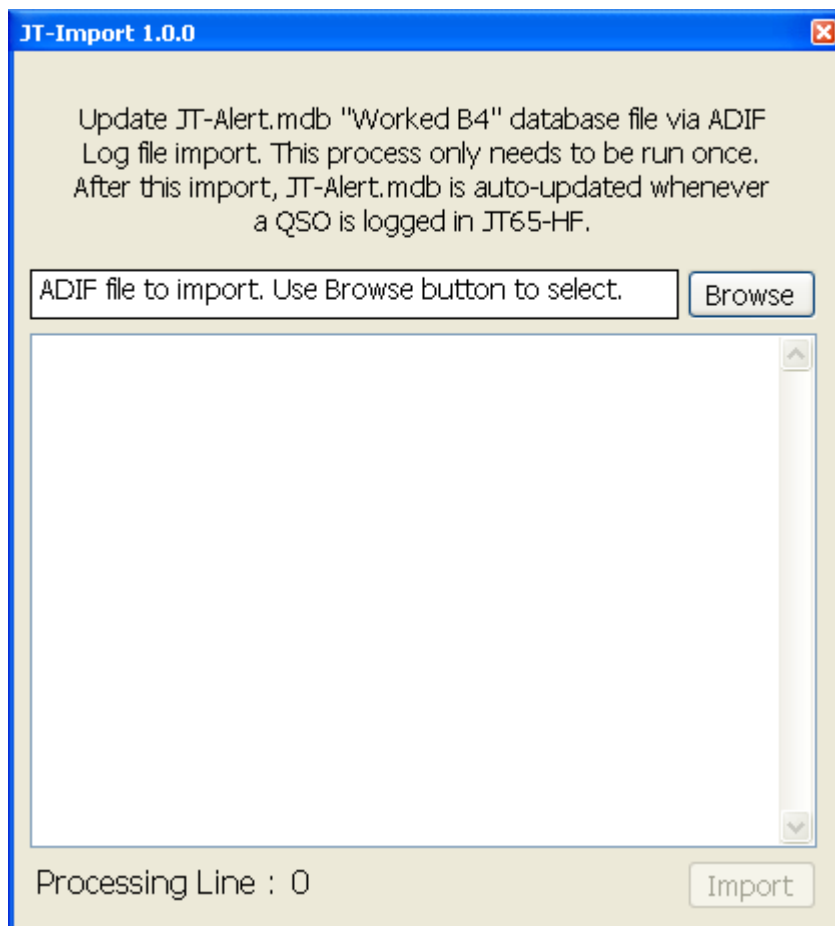 JT-Import 1.0.0
Update JT-Alert.mdb "Worked B4" database file via ADIF
Log file import. This process only needs to be run once.
After this import, JT-Alert.mdb is auto-updated whenever
a QSO is logged in JT65-HF.
ADIF file to import. Use Browse button to select.
Browse
Processing Line : 0
Import